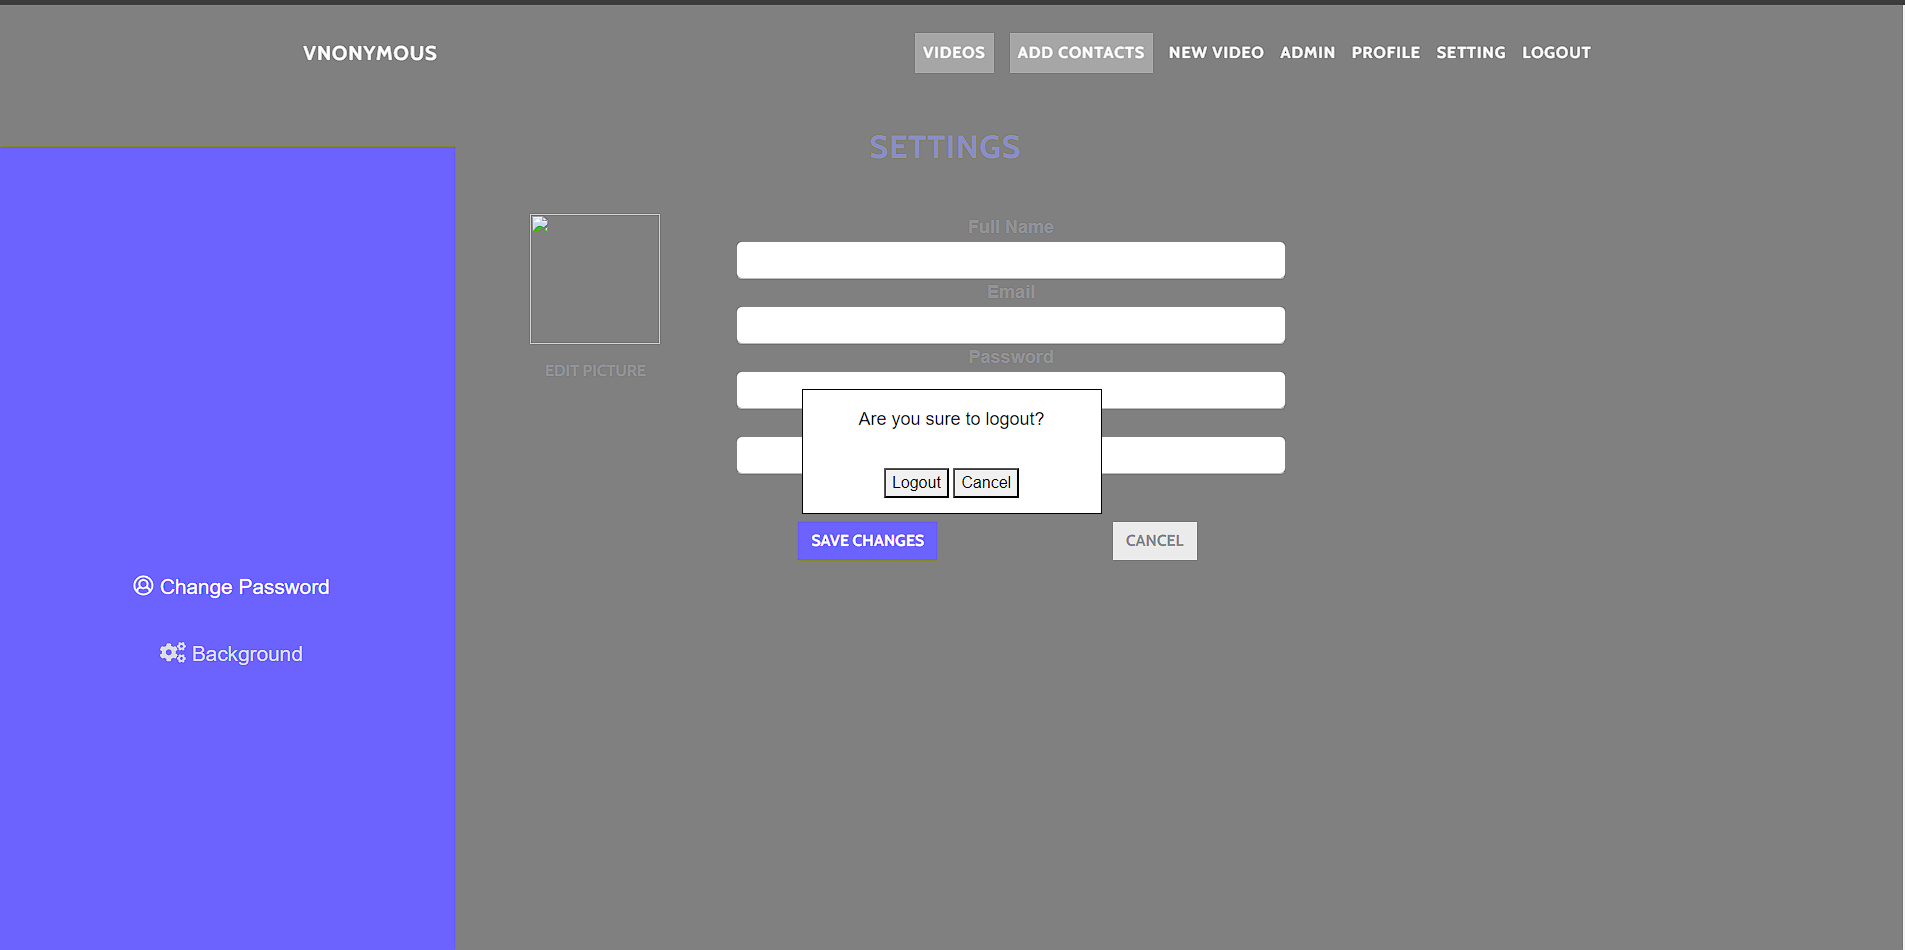 VNONYMOUS
VIDEOS ADD CONTACTS NEW VIDEO ADMIN PROFILE SETTING LOGOUT
SETTINGS
Full Name
Email
Password
EDIT PICTURE
Are you sure to logout?
Logout Cancel
SAVE CHANGES CANCEL
Change Password
Background